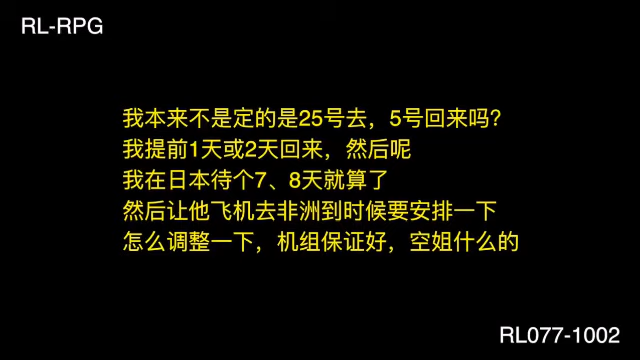 RL-RPG
我本来不是定的是25号去，5号回来吗？
我提前1天或2天回来，然后呢
我在日本待个7、8天就算了
然后让他飞机去非洲到时候要安排一下
怎么调整一下，机组保证好，空姐什么的
RL077-1002